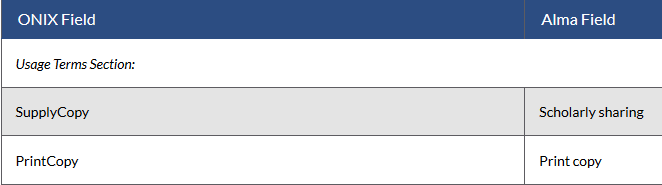 ONIX Field Alma Field
Usage Terms Section:
SupplyCopy Scholarly sharing
PrintCopy Print copy